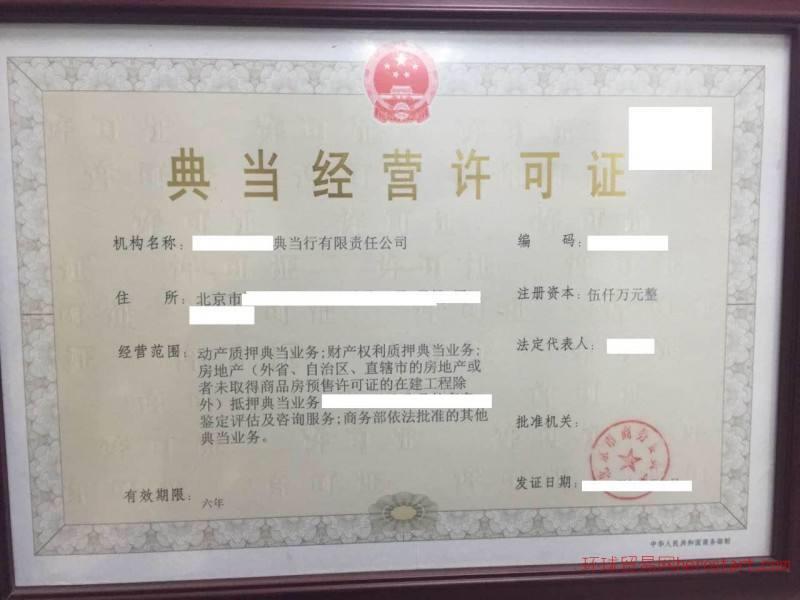 典当经营许可证
机构名称：典当行有限责任公司
编 码：
住 所：北京市
注册资本：伍仟万元整
经营范围：动产质押典当业务;财产权利质押典当业务;
房地产（外省、自治区、直辖市的房地产或
者未取得商品房预售许可证的在建工程除
外）抵押典当业务
鉴定评估及咨询服务;商务部依法批准的其他
典当业务。
法定代表人：
批准机关：
发证日期：
有效期限：六年
中华人民共和国商务部制